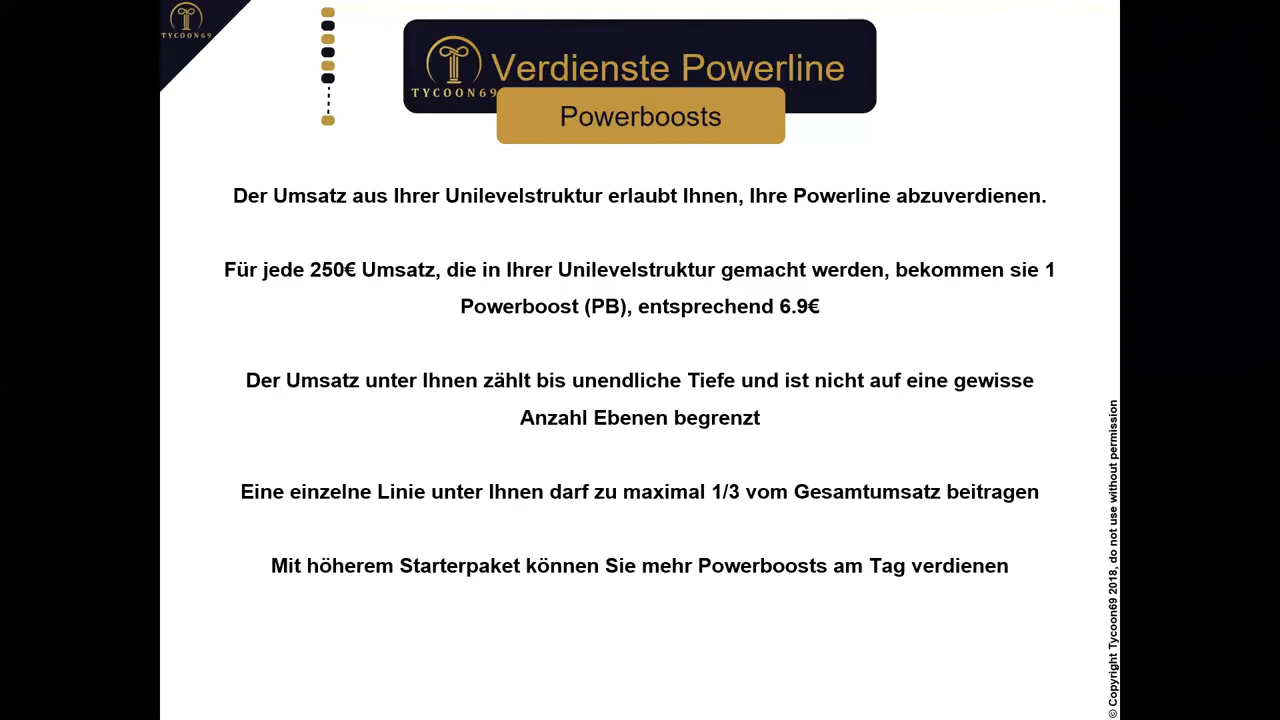 TYCOON69
Verdienste Powerline
TYCOON69
Powerboosts
Der Umsatz aus Ihrer Unilevelstruktur erlaubt Ihnen, Ihre Powerline abzuverdienen.
Für jede 250€ Umsatz, die in Ihrer Unilevelstruktur gemacht werden, bekommen sie 1
Powerboost (PB), entsprechend 6.9€
Der Umsatz unter Ihnen zählt bis unendliche Tiefe und ist nicht auf eine gewisse
Anzahl Ebenen begrenzt
Eine einzelne Linie unter Ihnen darf zu maximal 1/3 vom Gesamtumsatz beitragen
Mit höherem Starterpaket können Sie mehr Powerboosts am Tag verdienen
© Copyright Tycoon69 2018, do not use without permission